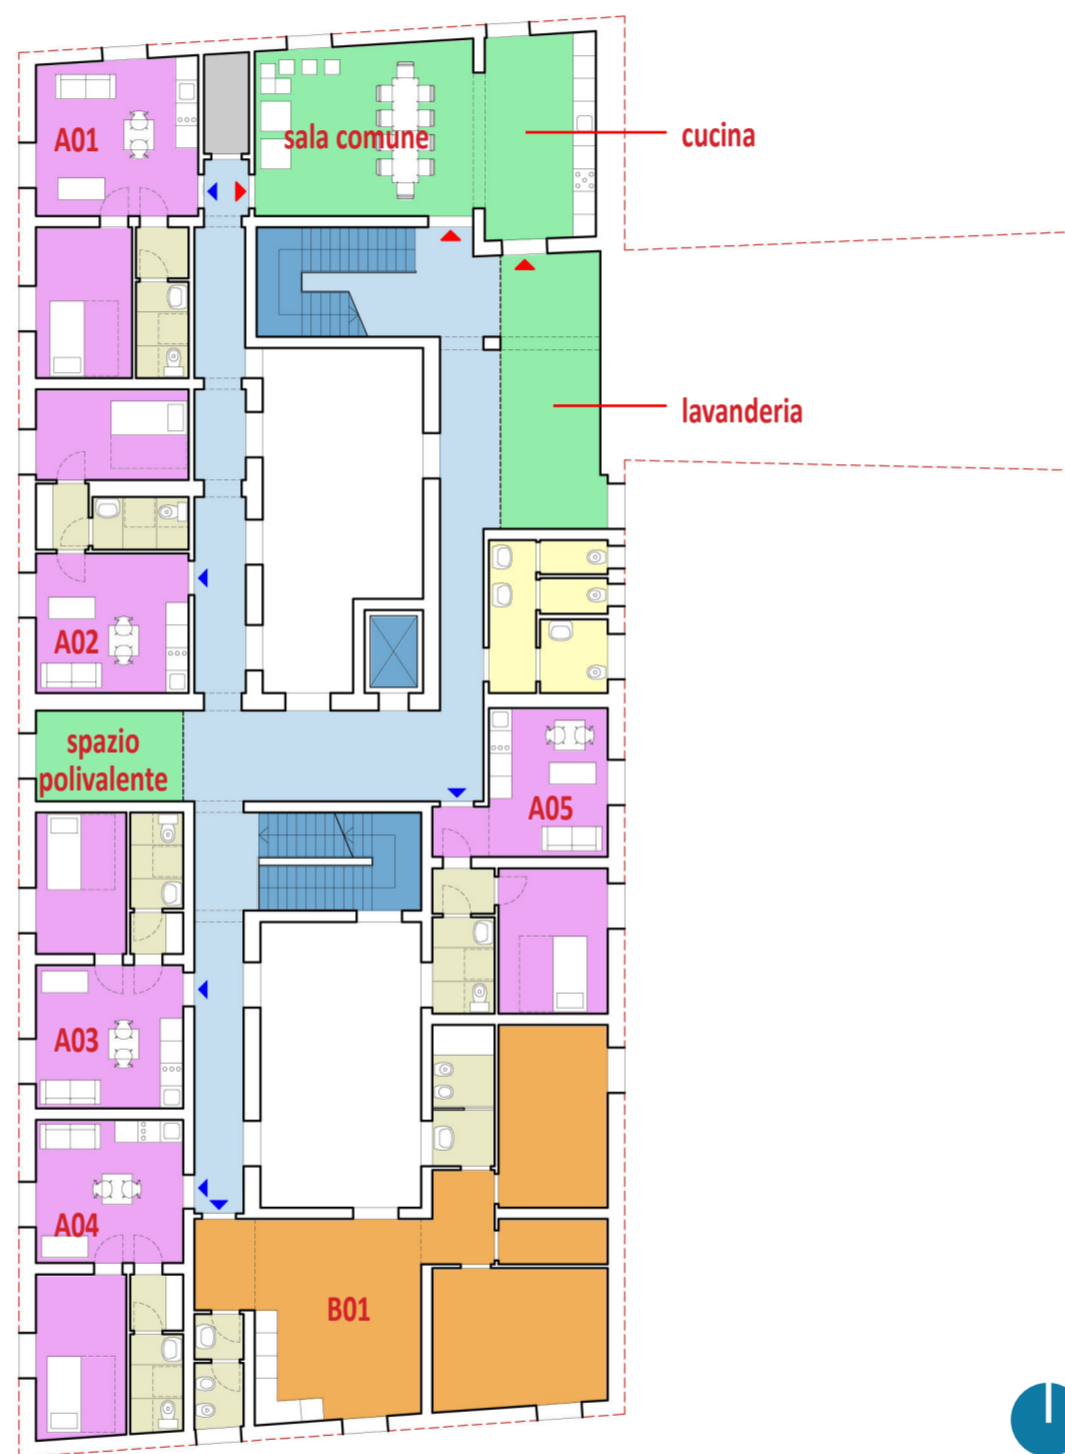 A01
sala comune
cucina
lavanderia
A02
spazio
polivalente
A05
A03
A04
B01